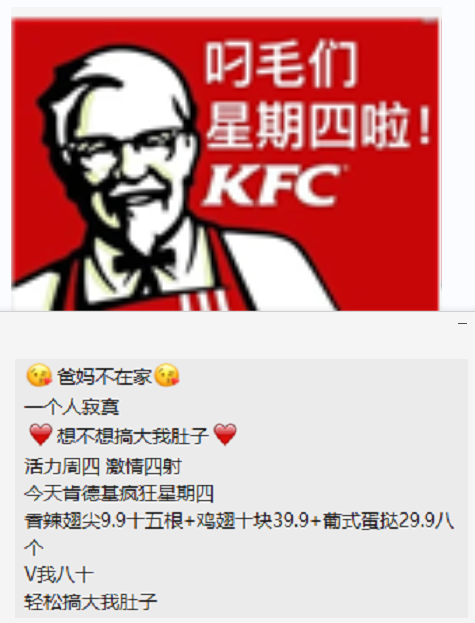 叼毛们
星期四啦！
KFC
😘爸妈不在家😘
一个人寂寞
❤️想不想搞大我肚子❤️
活力周四 激情四射
今天肯德基疯狂星期四
香辣翅尖9.9十五根+鸡翅十块39.9+葡式蛋挞29.9八
个
V我八十
轻松搞大我肚子